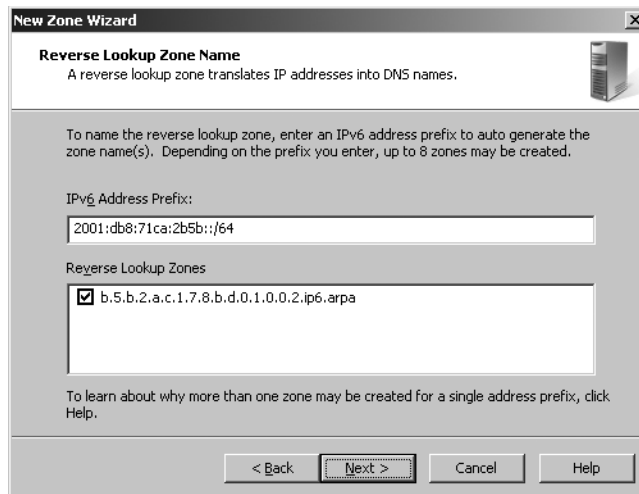 New Zone Wizard
Reverse Lookup Zone Name
A reverse lookup zone translates IP addresses into DNS names.
To name the reverse lookup zone, enter an IPv6 address prefix to auto generate the
zone name(s). Depending on the prefix you enter, up to 8 zones may be created.
IPv6 Address Prefix:
2001:db8:71ca:2b5b::/64
Reverse Lookup Zones
b.5.b.2.a.c.1.7.8.b.d.0.1.0.0.2.ip6.arpa
To learn about why more than one zone may be created for a single address prefix, click
Help.
< Back
Next >
Cancel
Help